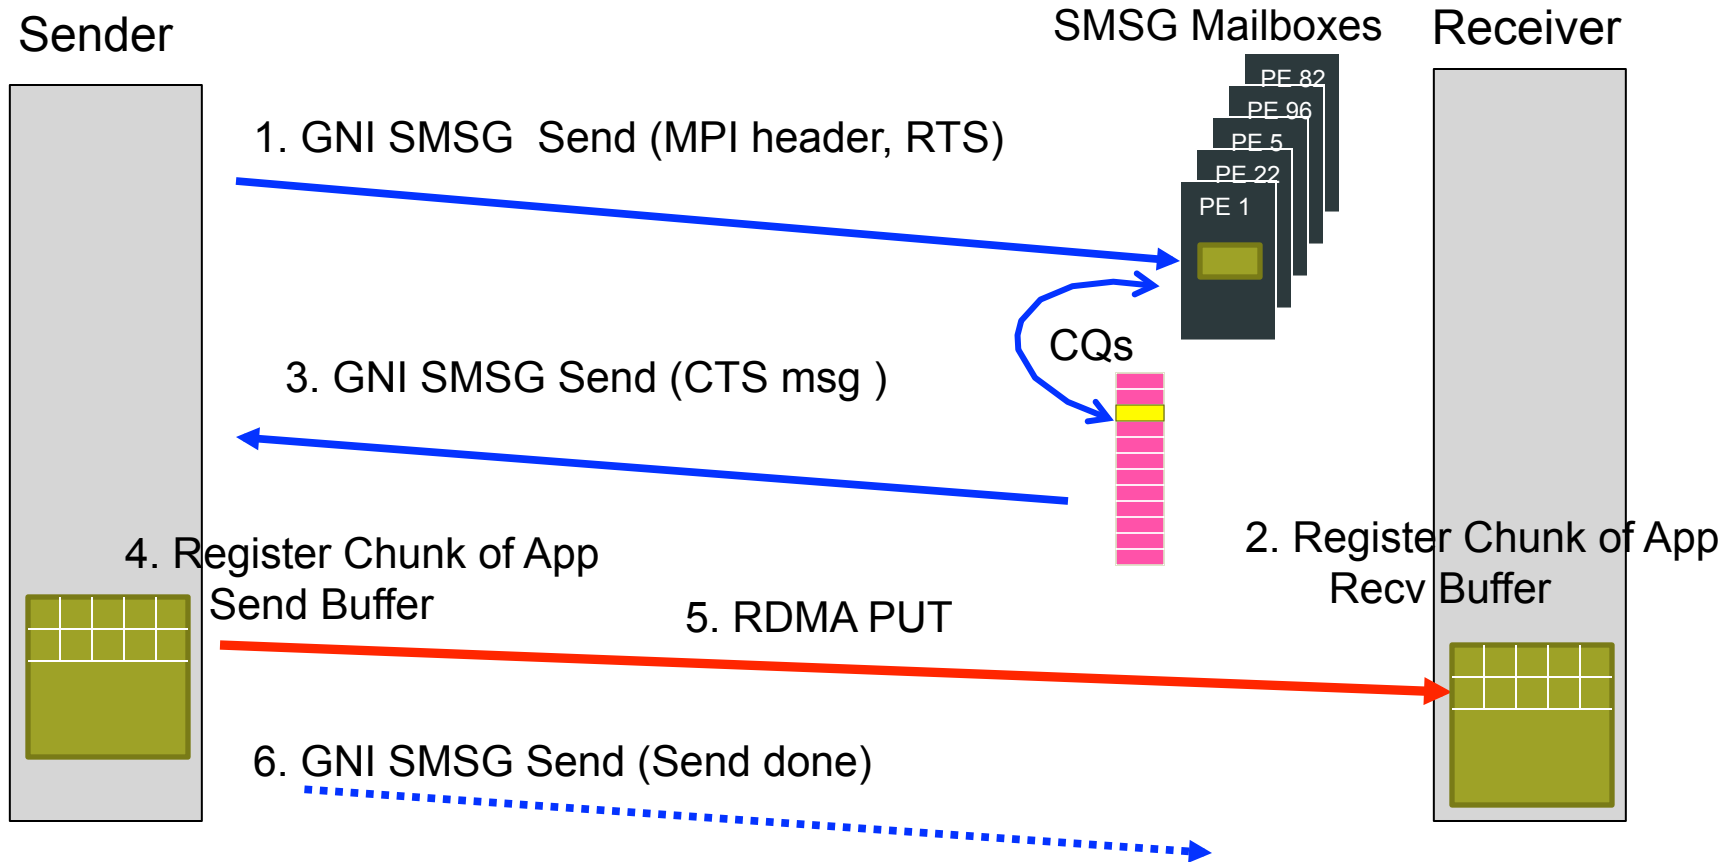 Sender
SMSG Mailboxes
Receiver
PE 82
PE 96
PE 5
PE 22
PE 1
1. GNI SMSG Send (MPI header, RTS)
CQs
3. GNI SMSG Send (CTS msg )
2. Register Chunk of App
Recv Buffer
4. Register Chunk of App
Send Buffer
5. RDMA PUT
6. GNI SMSG Send (Send done)